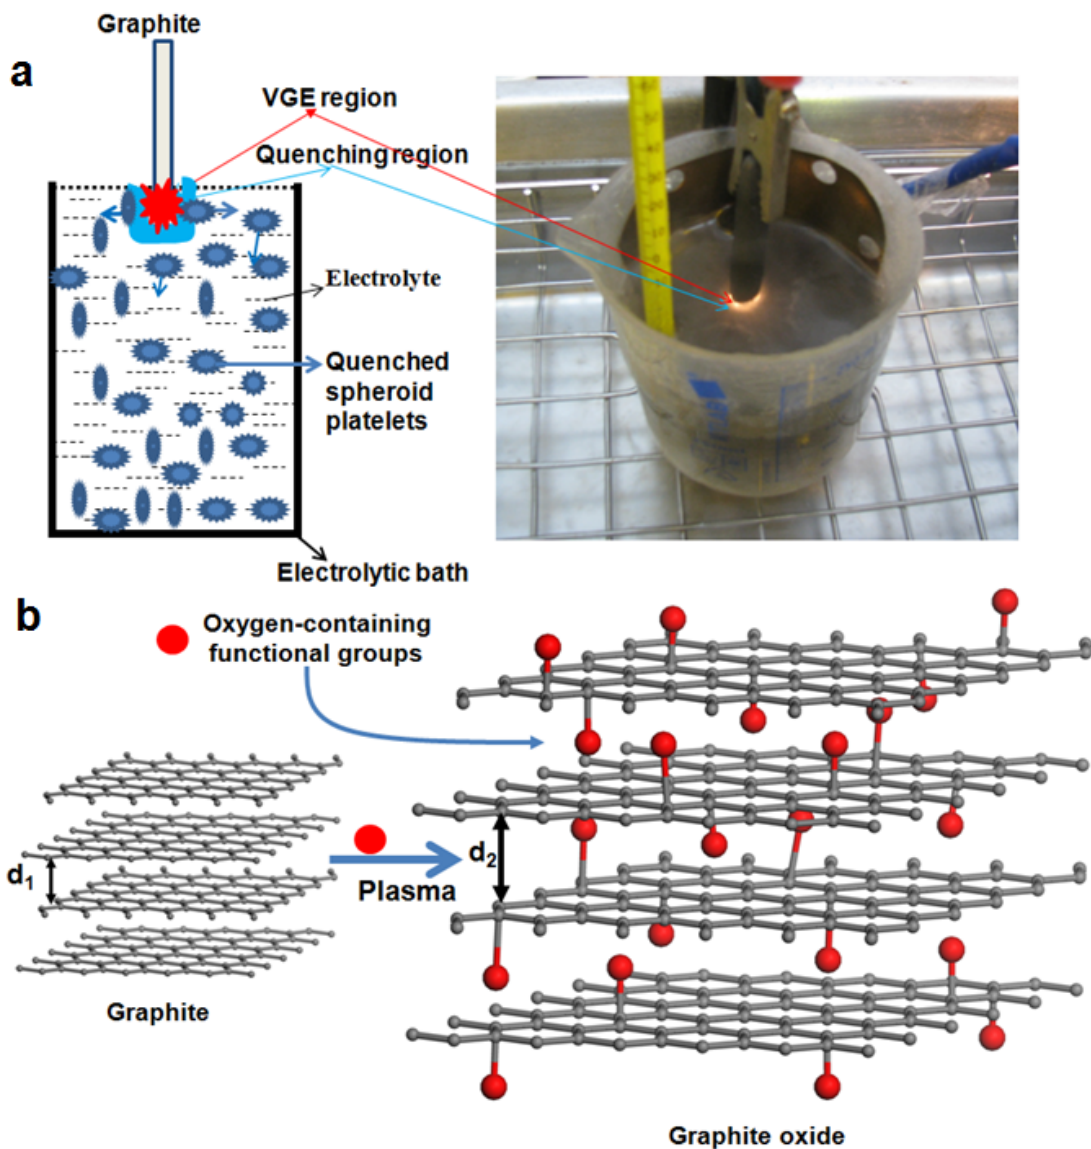 Graphite
a
VGE region
Quenching region
Electrolyte
Quenched
spheroid
platelets
Electrolytic bath
b
Oxygen-containing
functional groups
d1
Plasma
d2
Graphite
Graphite oxide